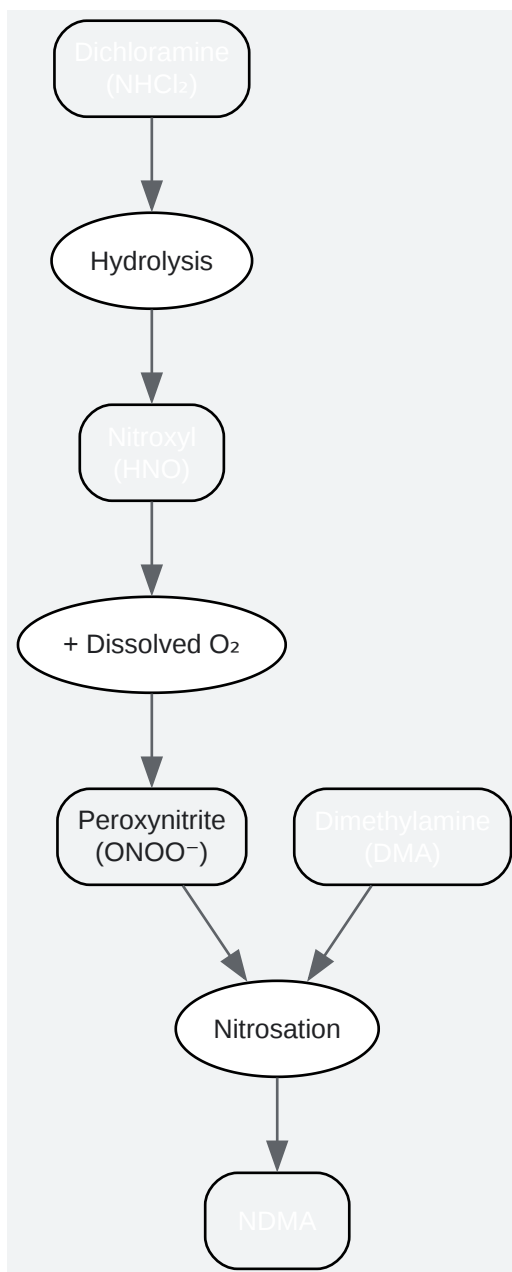 Dichloramine
(NHCl₂)
Hydrolysis
Nitroxyl
(HNO)
+ Dissolved O₂
Peroxynitrite
(ONOO⁻)
Dimethylamine
(DMA)
Nitrosation
NDMA